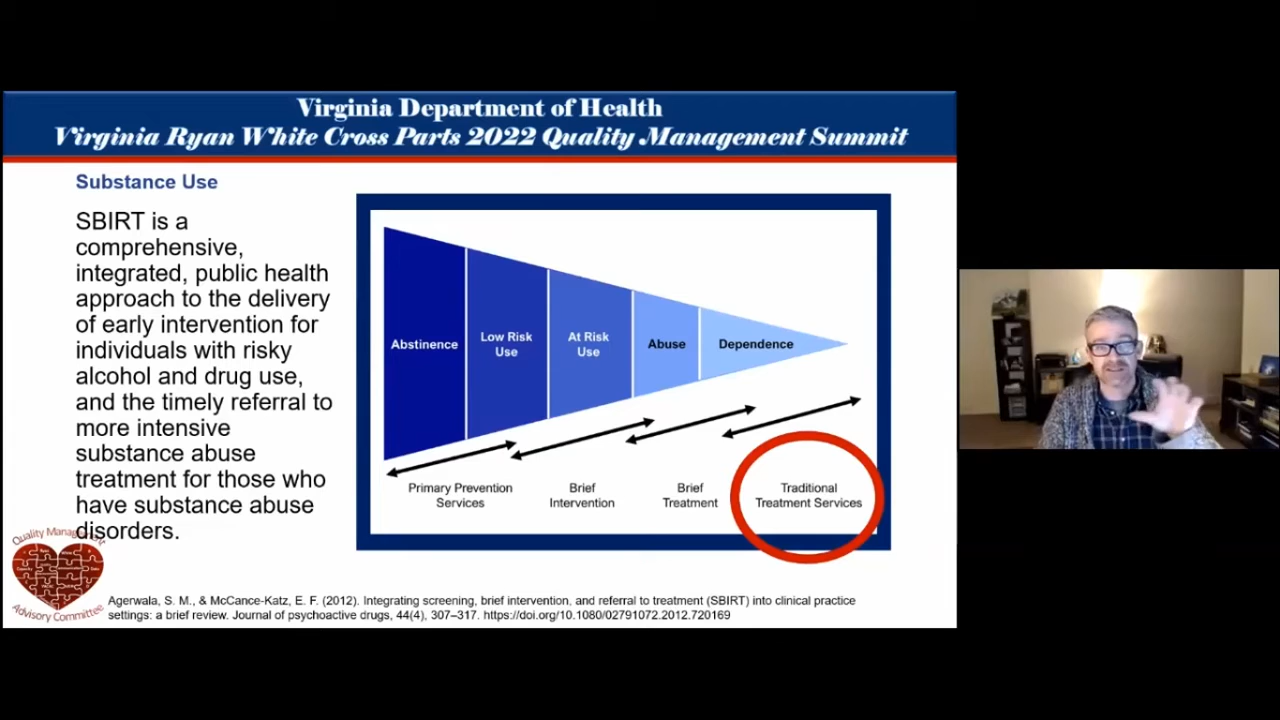 Virginia Department of Health
Virginia Ryan White Cross Parts 2022 Quality Management Summit
Substance Use
SBIRT is a
comprehensive,
integrated, public health
approach to the delivery
of early intervention for
individuals with risky
alcohol and drug use,
and the timely referral to
more intensive
substance abuse
treatment for those who
have substance abuse
disorders.
Abstinence
Low Risk
Use
At Risk
Use
Abuse
Dependence
Primary Prevention
Services
Brief
Intervention
Brief
Treatment
Traditional
Treatment Services
Quality Management
Advisory Committee
Agerwala, S. M., & McCance-Katz, E. F. (2012). Integrating screening, brief intervention, and referral to treatment (SBIRT) into clinical practice
settings: a brief review. Journal of psychoactive drugs, 44(4), 307–317. https://doi.org/10.1080/02791072.2012.720169